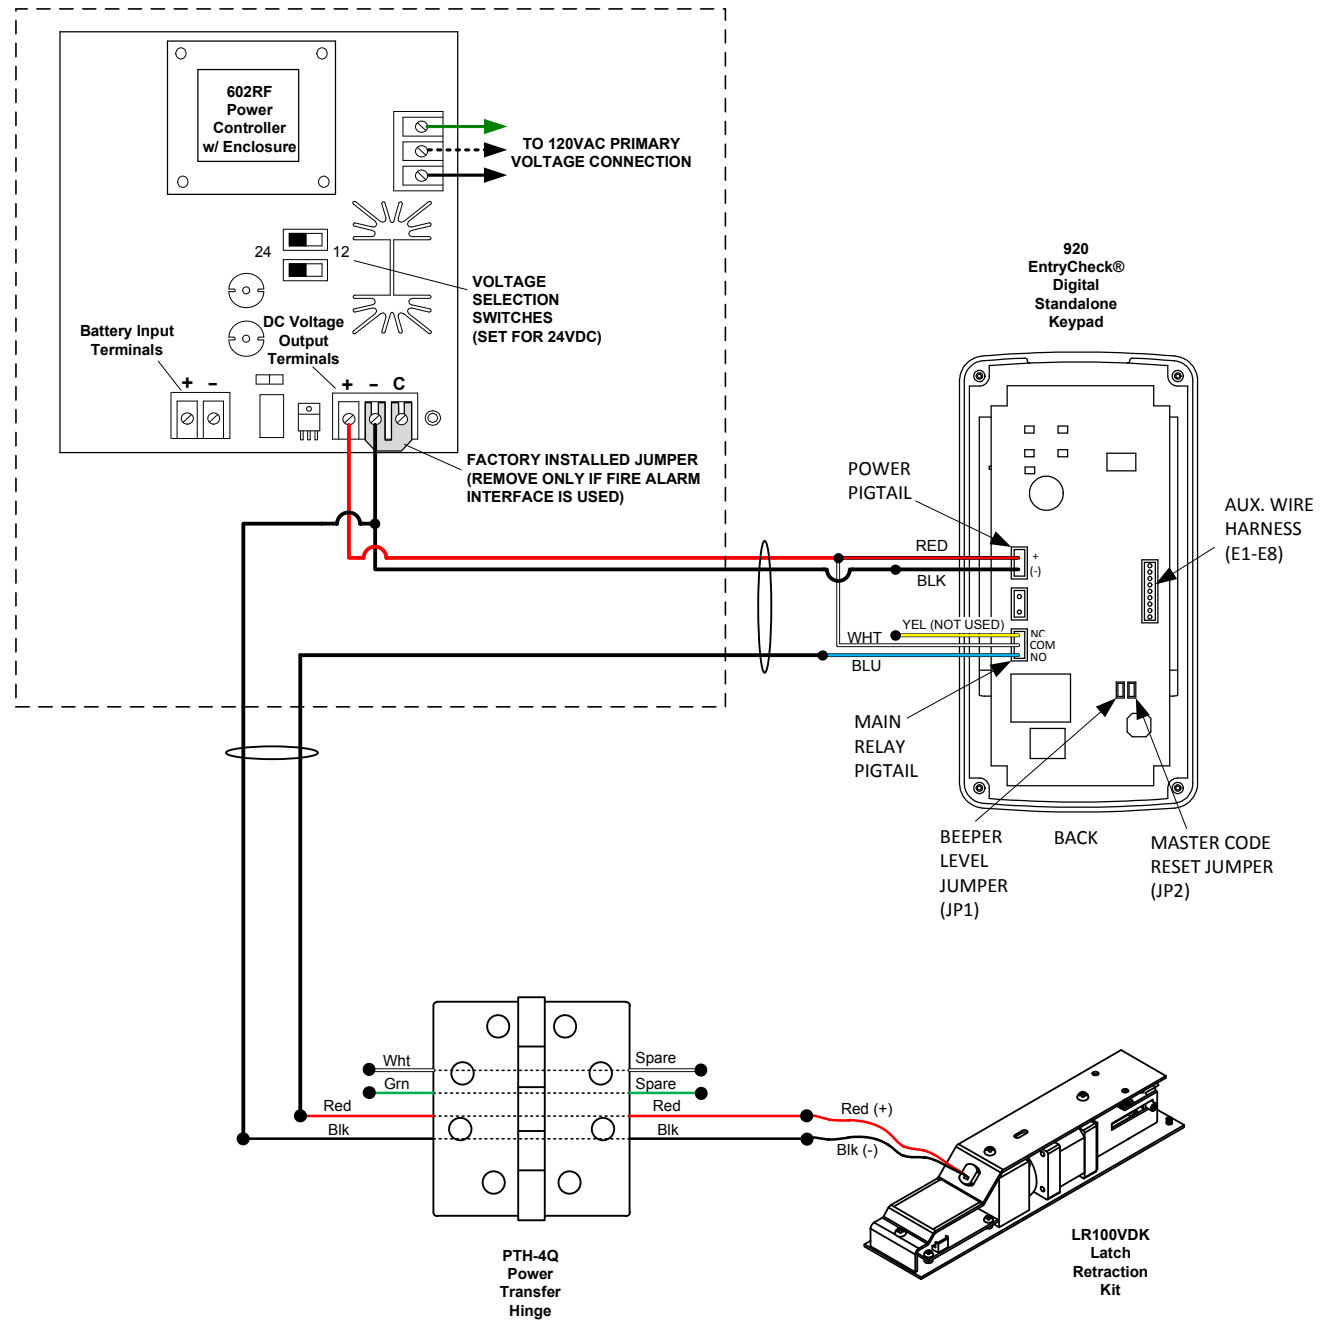 602RF
Power
Controller
w/ Enclosure
TO 120VAC PRIMARY
VOLTAGE CONNECTION
24
12
VOLTAGE
SELECTION
SWITCHES
(SET FOR 24VDC)
Battery Input
Terminals
+ –
DC Voltage
Output
Terminals
+ – C
FACTORY INSTALLED JUMPER
(REMOVE ONLY IF FIRE ALARM
INTERFACE IS USED)
920
EntryCheck®
Digital
Standalone
Keypad
POWER
PIGTAIL
AUX. WIRE
HARNESS
(E1-E8)
RED
+
BLK
(-)
YEL (NOT USED)
NC
WHT
COM
BLU
NO
MAIN
RELAY
PIGTAIL
BEEPER
LEVEL
JUMPER
(JP1)
BACK
MASTER CODE
RESET JUMPER
(JP2)
Wht
Spare
Grn
Spare
Red
Red
Red (+)
Blk
Blk
Blk (-)
PTH-4Q
Power
Transfer
Hinge
LR100VDK
Latch
Retraction
Kit